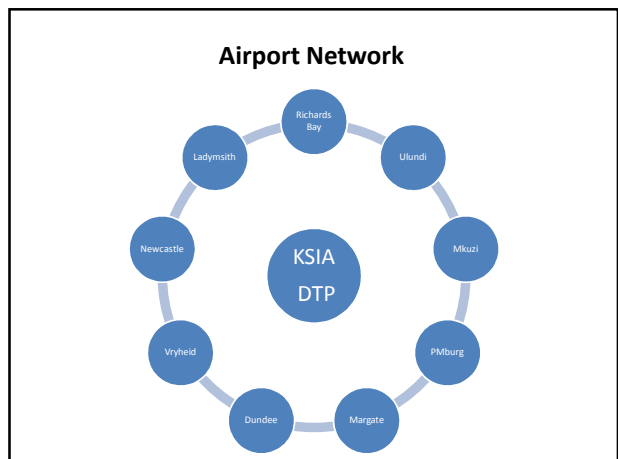 Airport Network
Richards
Bay
Ulundi
Mkuzi
PMburg
Margate
Dundee
Vryheid
Newcastle
Ladymsith
KSIA
DTP